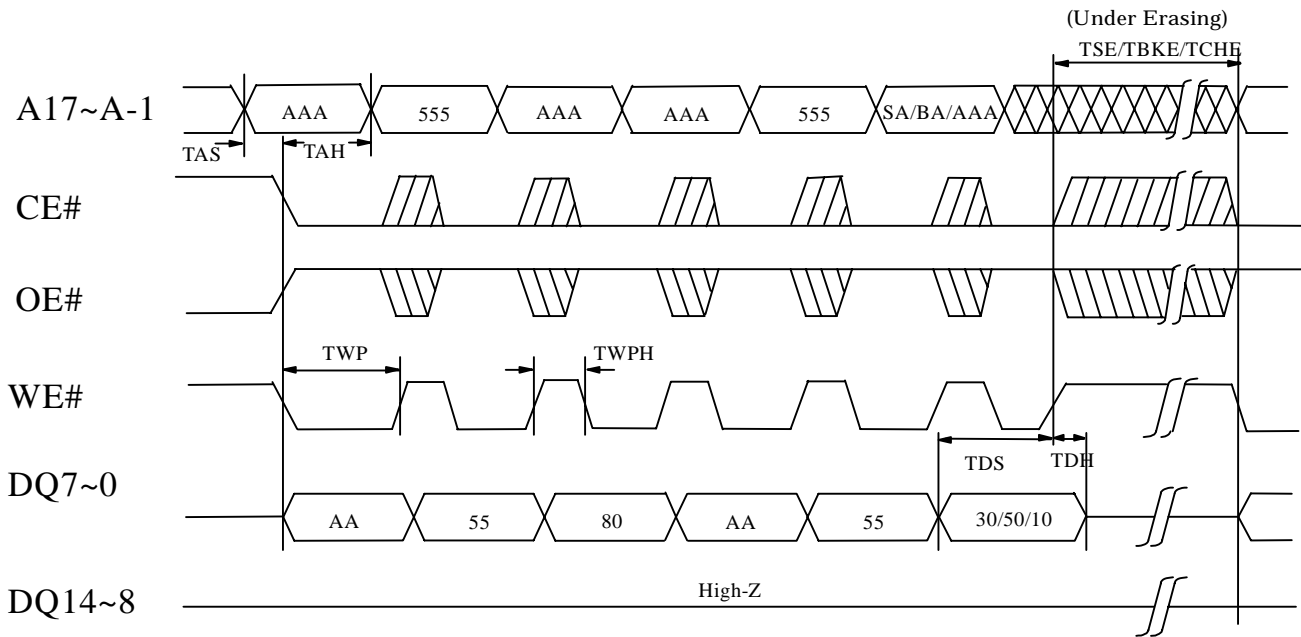 (Under Erasing)
TSE/TBKE/TCHE
A17~A-1
AAA 555 AAA AAA 555 SA/BA/AAA
TAS TAH
CE#
OE#
TWP TWPH
WE#
TDS TDH
DQ7~0
AA 55 80 AA 55 30/50/10
High-Z
DQ14~8